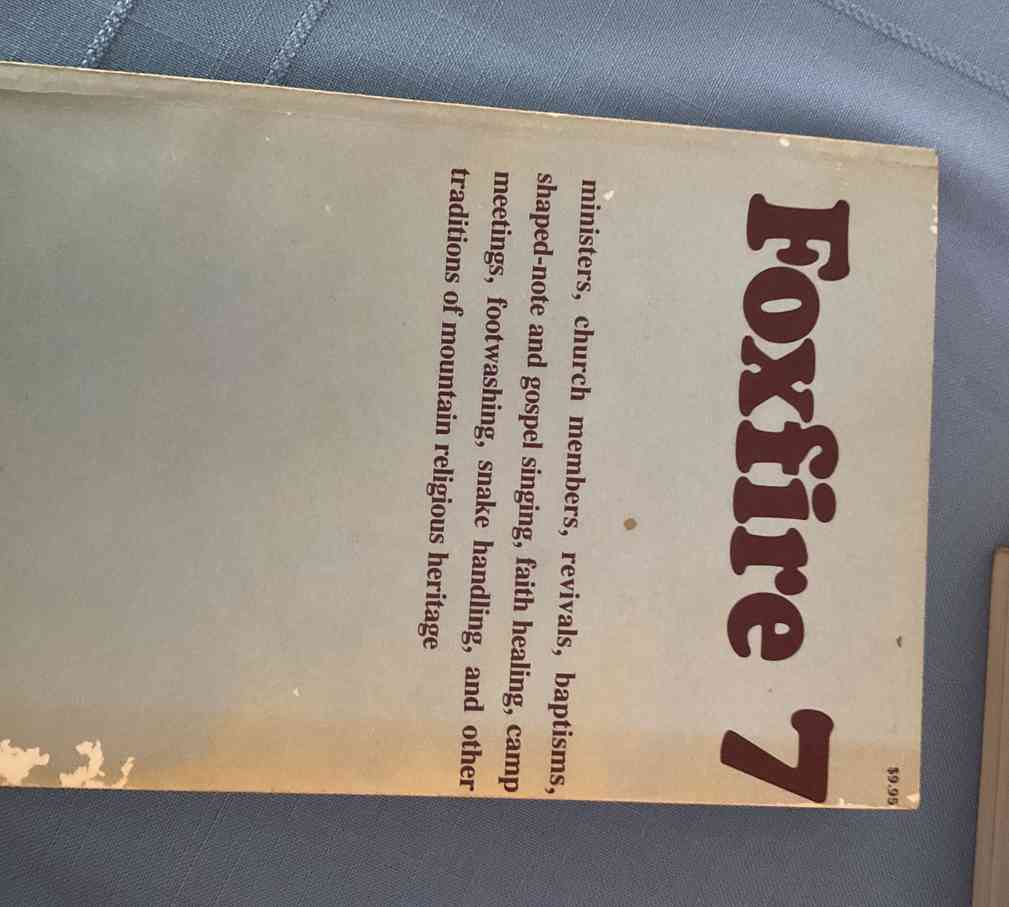 $9.95
Foxfire 7
ministers, church members, revivals, baptisms,
shaped-note and gospel singing, faith healing, camp
meetings, footwashing, snake handling, and other
traditions of mountain religious heritage